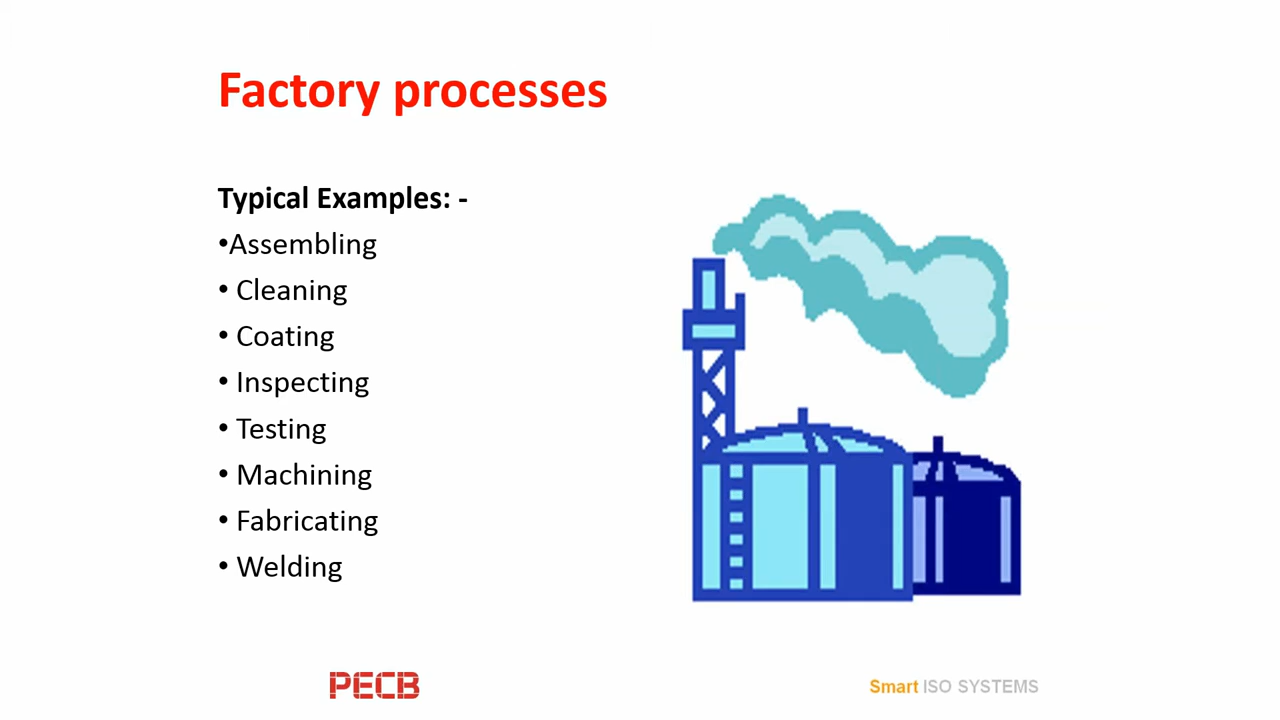 Factory processes
Typical Examples: -
•Assembling
• Cleaning
• Coating
• Inspecting
• Testing
• Machining
• Fabricating
• Welding
PECB
Smart ISO SYSTEMS